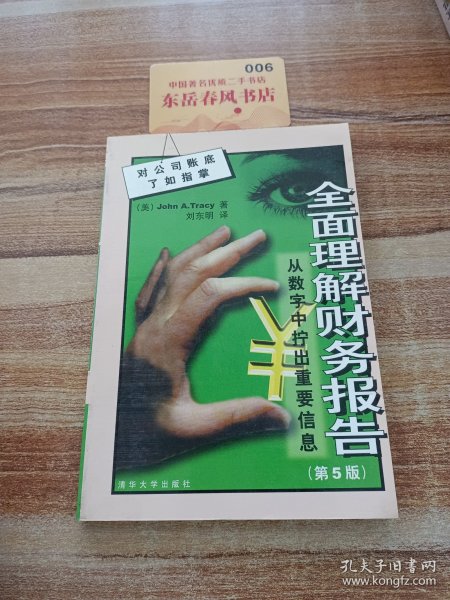 006
中国著名优质二手书店
东岳春风书店
对公司账底
了如指掌
(美) John A.Tracy 著
刘东明 译
全面理解财务报告
从数字中拧出重要信息
(第5版)
清华大学出版社
孔夫子旧书网
www.kongfz.com